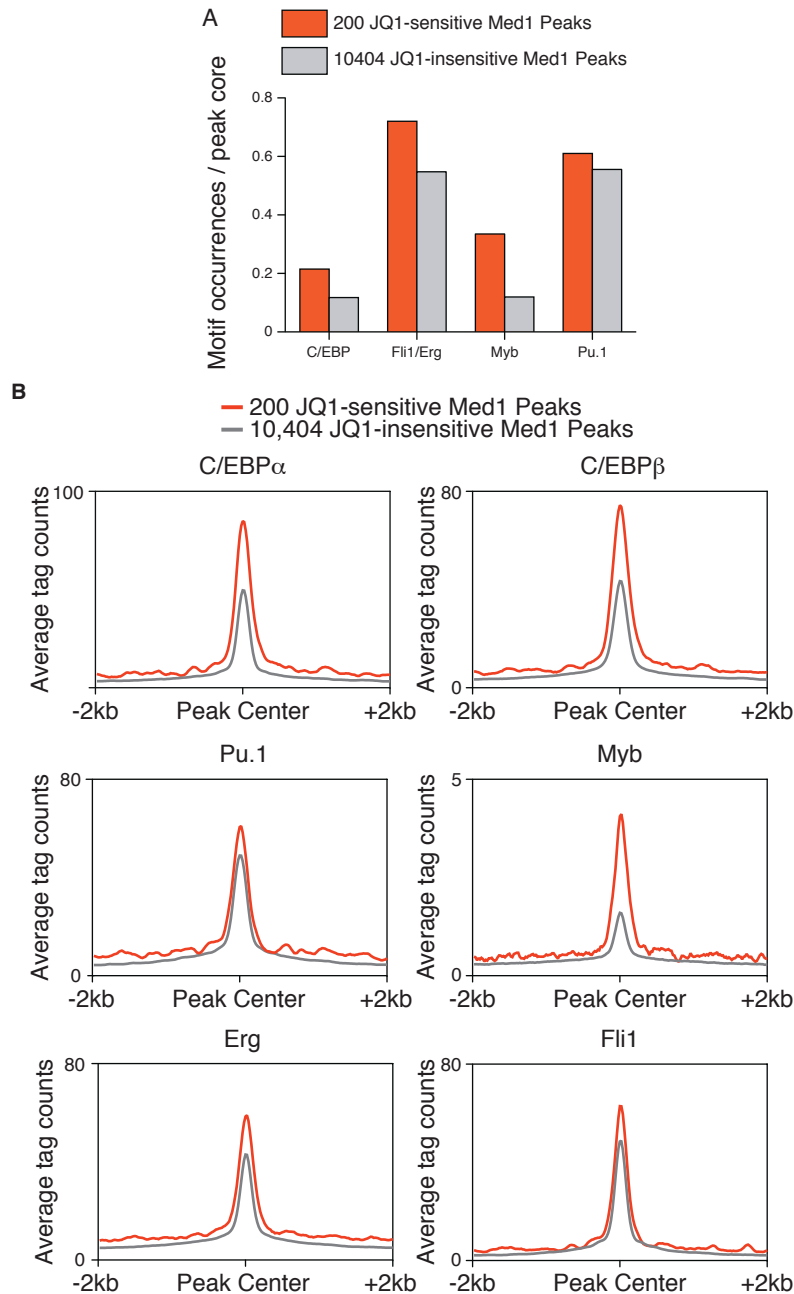 A
200 JQ1-sensitive Med1 Peaks
10404 JQ1-insensitive Med1 Peaks
Motif occurrences / peak core
0.8
0.6
0.4
0.2
0
C/EBP
Fli1/Erg
Myb
Pu.1
B
200 JQ1-sensitive Med1 Peaks
10,404 JQ1-insensitive Med1 Peaks
C/EBPα
Average tag counts
100
0
-2kb Peak Center +2kb
C/EBPβ
Average tag counts
80
0
-2kb Peak Center +2kb
Pu.1
Average tag counts
80
0
-2kb Peak Center +2kb
Myb
Average tag counts
5
0
-2kb Peak Center +2kb
Erg
Average tag counts
80
0
-2kb Peak Center +2kb
Fli1
Average tag counts
80
0
-2kb Peak Center +2kb